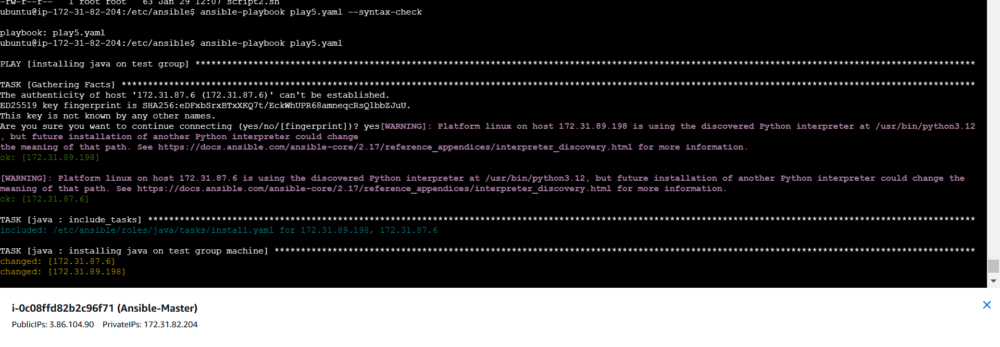 -rw-r--r-- 1 root root 63 Jan 29 12:07 script2.sh
ubuntu@ip-172-31-82-204:/etc/ansible$ ansible-playbook play5.yaml --syntax-check
playbook: play5.yaml
ubuntu@ip-172-31-82-204:/etc/ansible$ ansible-playbook play5.yaml
PLAY [installing java on test group] ****************************************************************************************************************************************************
TASK [Gathering Facts] ******************************************************************************************************************************************************************
The authenticity of host '172.31.87.6 (172.31.87.6)' can't be established.
ED25519 key fingerprint is SHA256:eDFxbSrxBTxXKQ7t/EckWhUPR68amneqcRsQlbbZJuU.
This key is not known by any other names.
Are you sure you want to continue connecting (yes/no/[fingerprint])? yes[WARNING]: Platform linux on host 172.31.89.198 is using the discovered Python interpreter at /usr/bin/python3.12
, but future installation of another Python interpreter could change
the meaning of that path. See https://docs.ansible.com/ansible-core/2.17/reference_appendices/interpreter_discovery.html for more information.
ok: [172.31.89.198]
[WARNING]: Platform linux on host 172.31.87.6 is using the discovered Python interpreter at /usr/bin/python3.12, but future installation of another Python interpreter could change the
meaning of that path. See https://docs.ansible.com/ansible-core/2.17/reference_appendices/interpreter_discovery.html for more information.
ok: [172.31.87.6]
TASK [java : include_tasks] *************************************************************************************************************************************************************
included: /etc/ansible/roles/java/tasks/install.yaml for 172.31.89.198, 172.31.87.6
TASK [java : installing java on test group machine] *************************************************************************************************************************************
changed: [172.31.87.6]
changed: [172.31.89.198]
i-0c08ffd82b2c96f71 (Ansible-Master)
PublicIPs: 3.86.104.90 PrivateIPs: 172.31.82.204